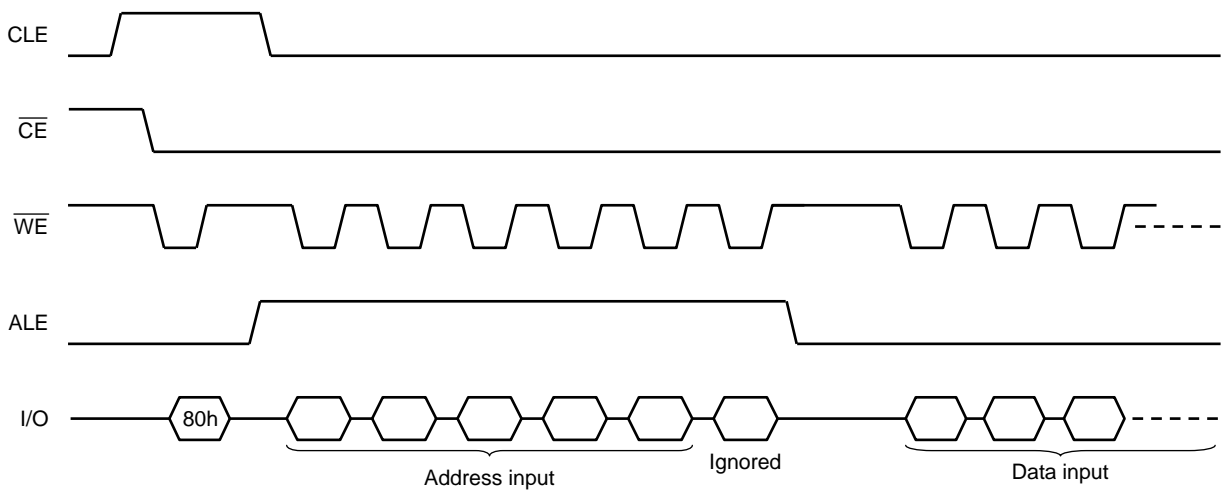 CLE
CE
WE
ALE
I/O
80h
Address input
Ignored
Data input